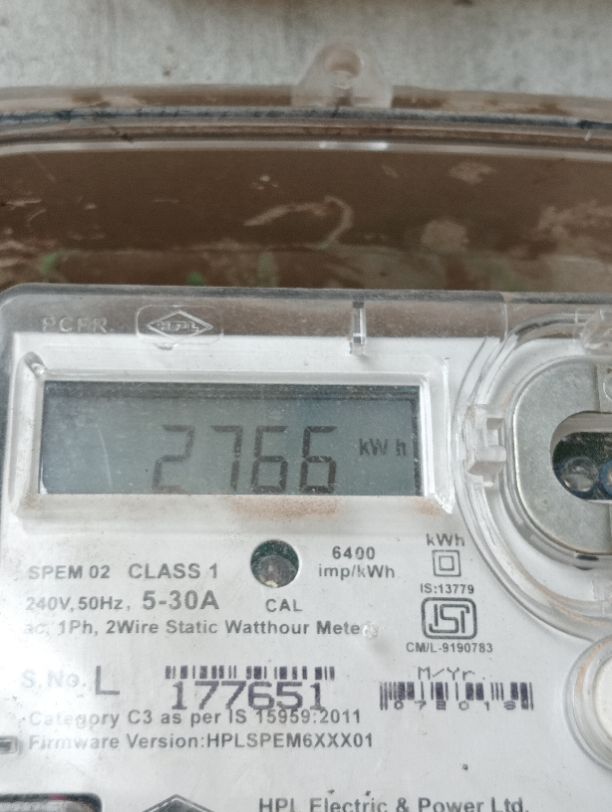 PCPR
HPL
2766 kWh
SPEM 02 CLASS 1
6400 imp/kWh
kWh
240V, 50Hz, 5-30A
CAL
IS:13779
ac, 1Ph, 2Wire Static Watthour Meter
CM/L-9190783
S.No. L
177651
M/Yr.
072016
Category C3 as per IS 15959:2011
Firmware Version:HPLSPEM6XXX01
HPL Electric & Power Ltd.